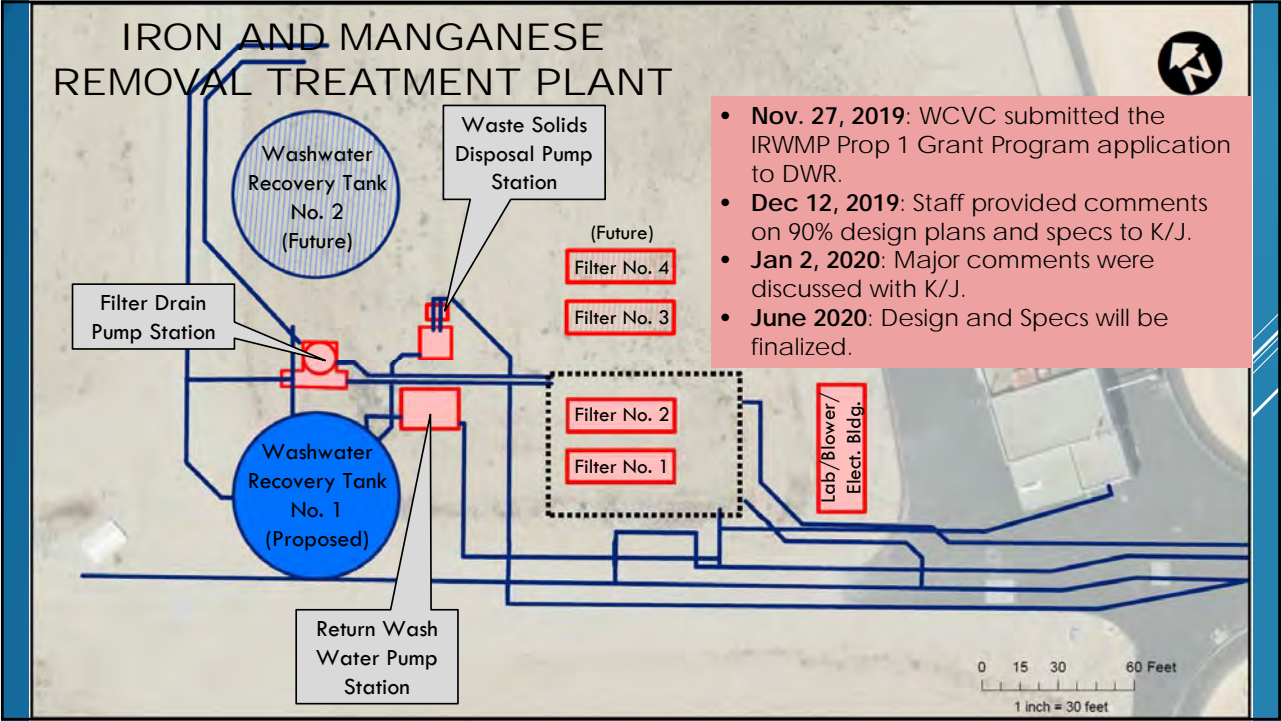 IRON AND MANGANESE
REMOVAL TREATMENT PLANT
N
• Nov. 27, 2019: WCVC submitted the
IRWMP Prop 1 Grant Program application
to DWR.
• Dec 12, 2019: Staff provided comments
on 90% design plans and specs to K/J.
• Jan 2, 2020: Major comments were
discussed with K/J.
• June 2020: Design and Specs will be
finalized.
Washwater
Recovery Tank
No. 2
(Future)
Waste Solids
Disposal Pump
Station
(Future)
Filter No. 4
Filter No. 3
Filter Drain
Pump Station
Filter No. 2
Filter No. 1
Lab/Blower/
Elect. Bldg.
Washwater
Recovery Tank
No. 1
(Proposed)
Return Wash
Water Pump
Station
0 15 30 60 Feet
1 inch = 30 feet